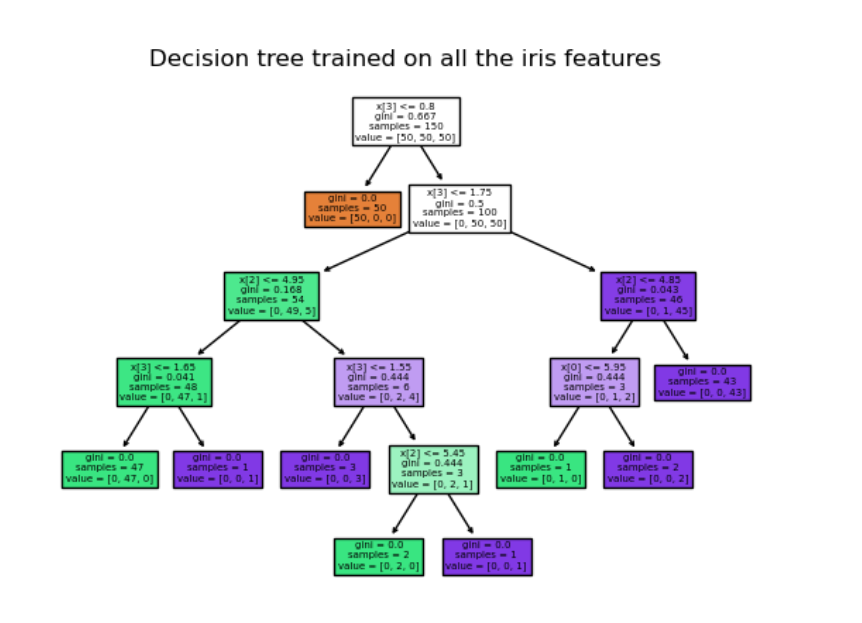 Decision tree trained on all the iris features
x[3] <= 0.8
gini = 0.667
samples = 150
value = [50, 50, 50]
gini = 0.0
samples = 50
value = [50, 0, 0]
x[3] <= 1.75
gini = 0.5
samples = 100
value = [0, 50, 50]
x[2] <= 4.95
gini = 0.168
samples = 54
value = [0, 49, 5]
x[2] <= 4.85
gini = 0.043
samples = 46
value = [0, 1, 45]
x[3] <= 1.65
gini = 0.041
samples = 48
value = [0, 47, 1]
x[3] <= 1.55
gini = 0.444
samples = 6
value = [0, 2, 4]
x[0] <= 5.95
gini = 0.444
samples = 3
value = [0, 1, 2]
gini = 0.0
samples = 43
value = [0, 0, 43]
gini = 0.0
samples = 47
value = [0, 47, 0]
gini = 0.0
samples = 1
value = [0, 0, 1]
gini = 0.0
samples = 3
value = [0, 0, 3]
x[2] <= 5.45
gini = 0.444
samples = 3
value = [0, 2, 1]
gini = 0.0
samples = 1
value = [0, 1, 0]
gini = 0.0
samples = 2
value = [0, 0, 2]
gini = 0.0
samples = 2
value = [0, 2, 0]
gini = 0.0
samples = 1
value = [0, 0, 1]